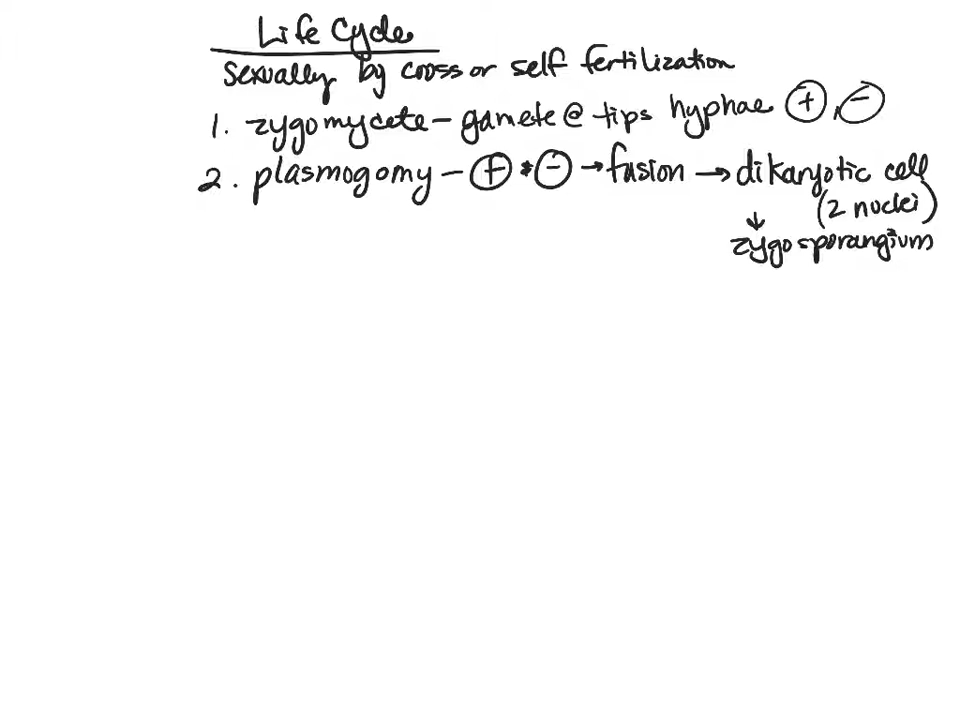 Life Cycle
sexually by cross or self fertilization
1. zygomycete - gamete @ tips hyphae ⊕, ⊖
2. plasmogomy - ⊕ + ⊖ → fusion → dikaryotic cell
(2 nuclei)
↓
zygosporangium